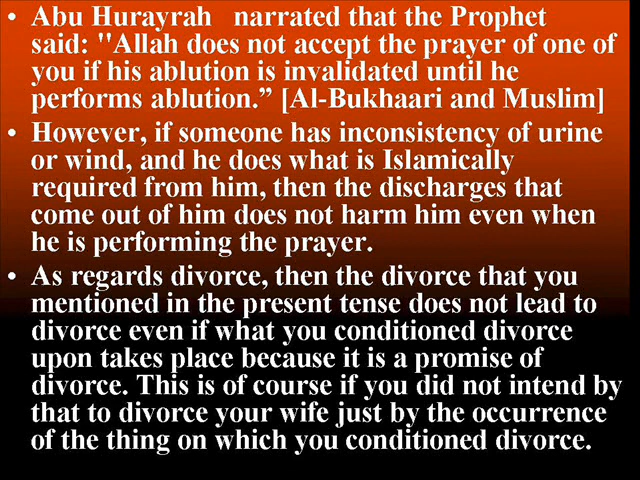 • Abu Hurayrah narrated that the Prophet
said: "Allah does not accept the prayer of one of
you if his ablution is invalidated until he
performs ablution.” [Al-Bukhaari and Muslim]
• However, if someone has inconsistency of urine
or wind, and he does what is Islamically
required from him, then the discharges that
come out of him does not harm him even when
he is performing the prayer.
• As regards divorce, then the divorce that you
mentioned in the present tense does not lead to
divorce even if what you conditioned divorce
upon takes place because it is a promise of
divorce. This is of course if you did not intend by
that to divorce your wife just by the occurrence
of the thing on which you conditioned divorce.